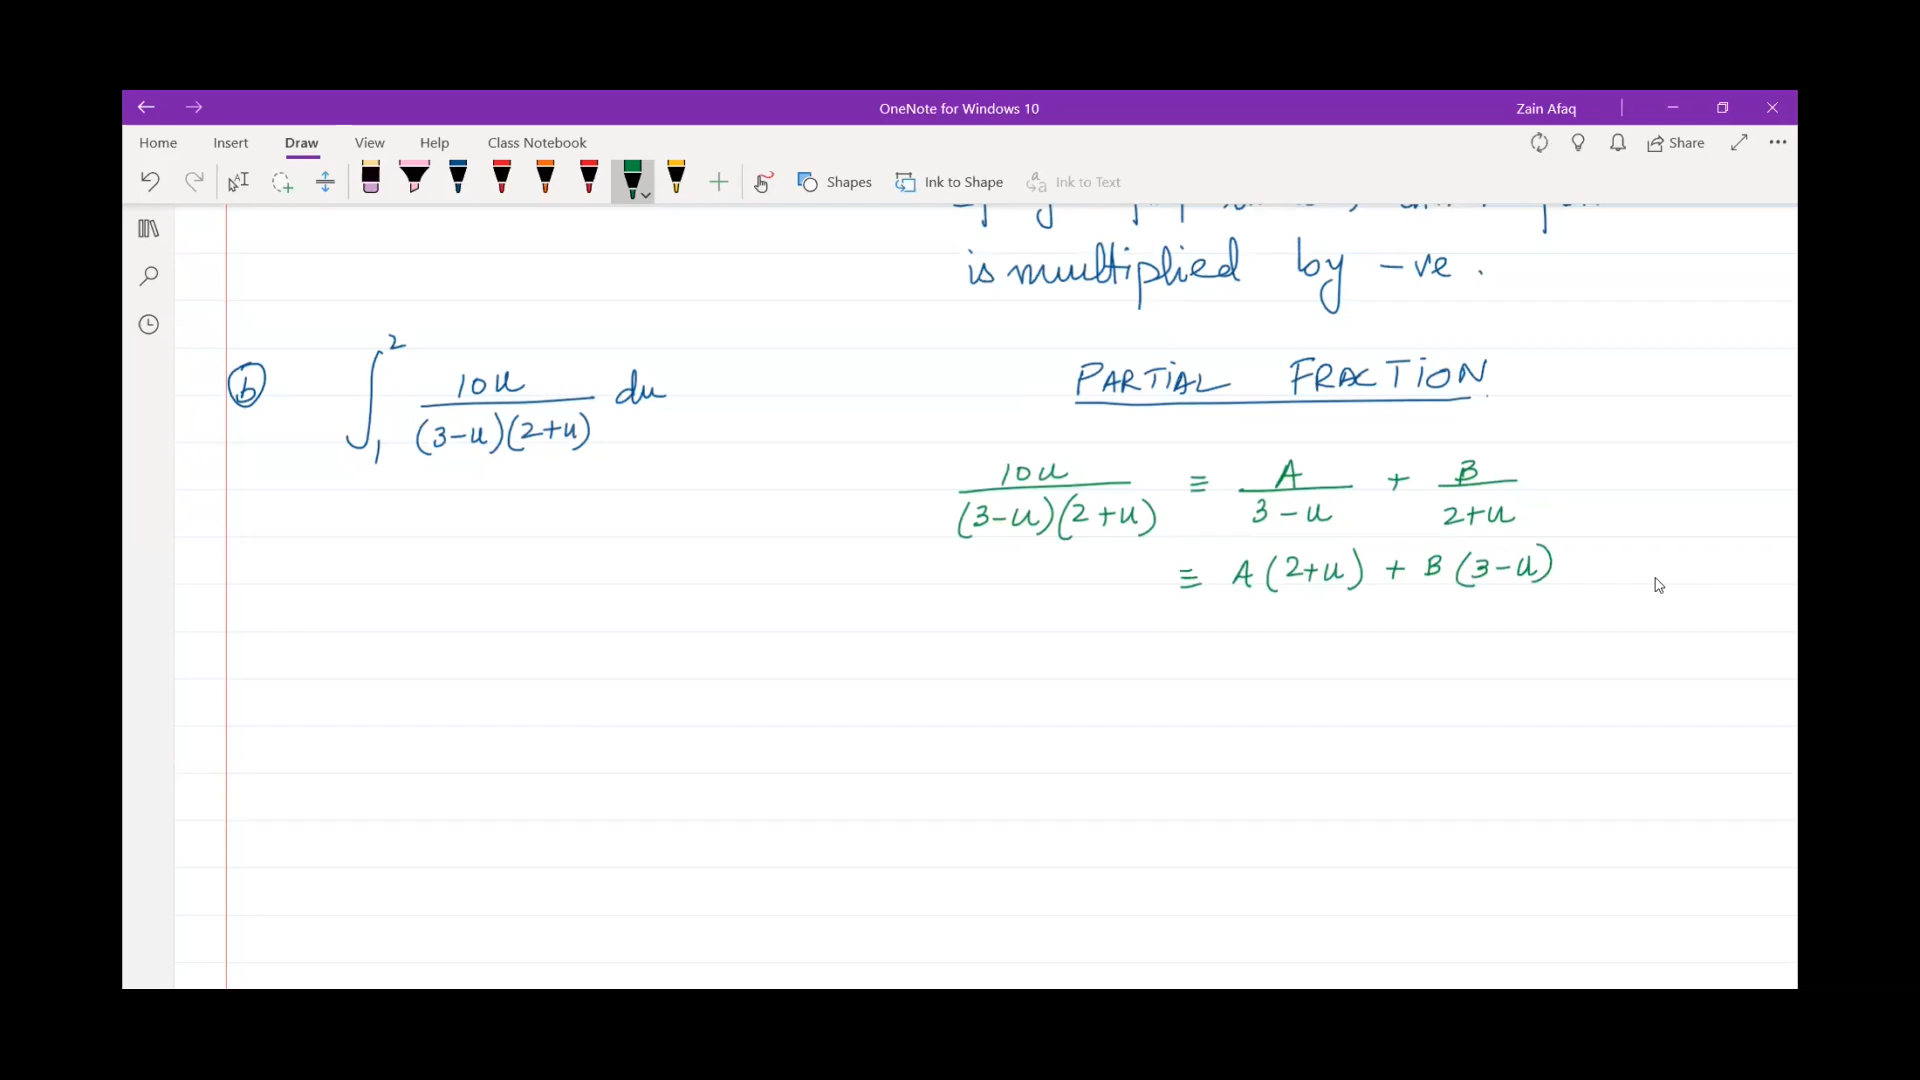 OneNote for Windows 10
Zain Afaq
Home Insert Draw View Help Class Notebook
Share
Shapes Ink to Shape Ink to Text
is multiplied by -ve .
b ∫₁² 10u / (3-u)(2+u) du
PARTIAL FRACTION
10u / (3-u)(2+u) ≡ A / 3-u + B / 2+u
≡ A(2+u) + B(3-u)